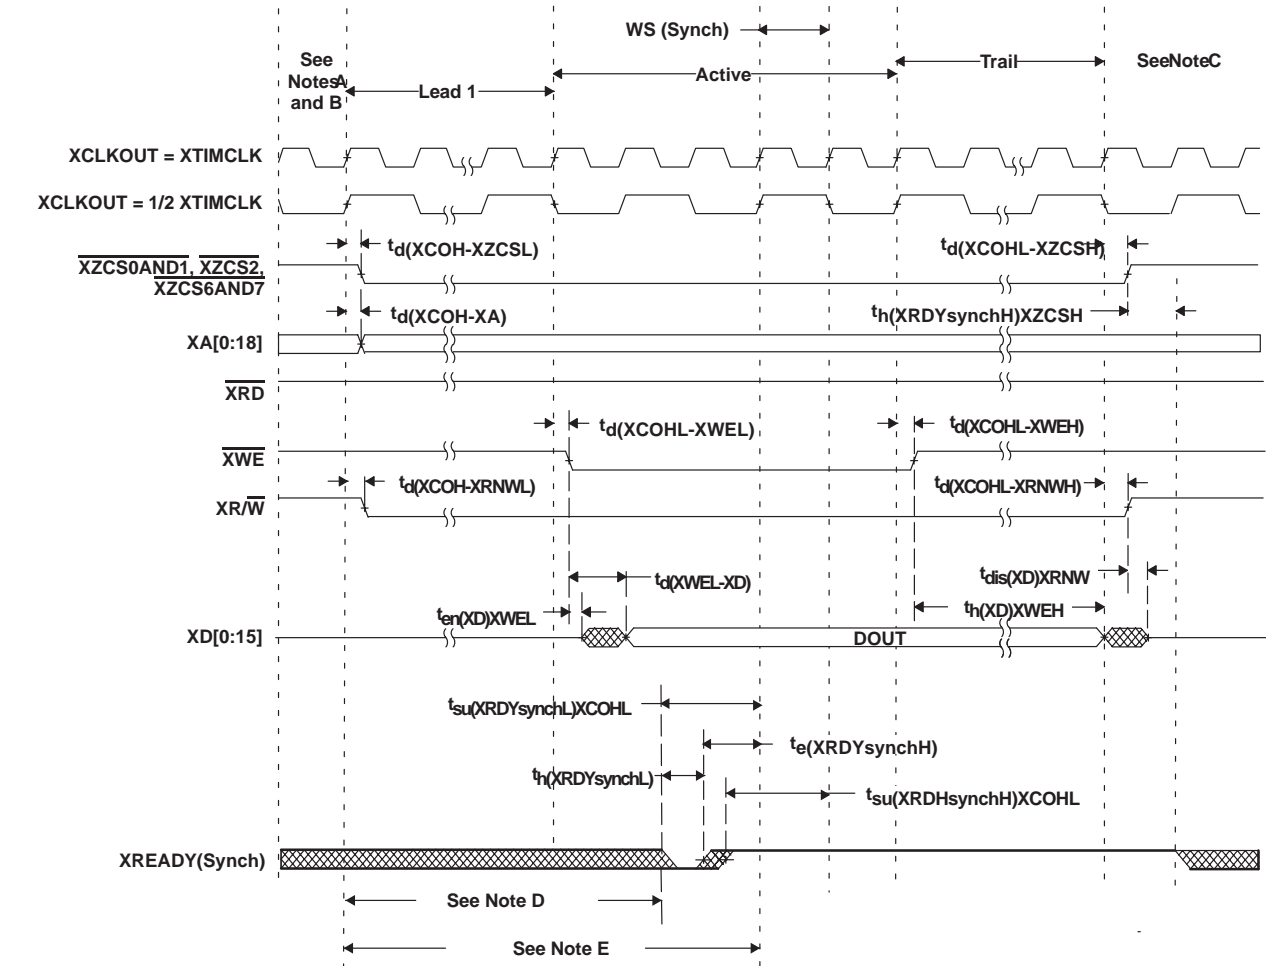 WS (Synch)
See
NotesA
and B
Lead 1
Active
Trail
SeeNoteC
XCLKOUT = XTIMCLK
XCLKOUT = 1/2 XTIMCLK
td(XCOH-XZCSL)
td(XCOHL-XZCSH)
XZCS0AND1, XZCS2,
XZCS6AND7
td(XCOH-XA)
th(XRDYsynchH)XZCSH
XA[0:18]
XRD
td(XCOHL-XWEL)
td(XCOHL-XWEH)
XWE
td(XCOH-XRNWL)
td(XCOHL-XRNWH)
XR/W
td(XWEL-XD)
tdis(XD)XRNW
ten(XD)XWEL
th(XD)XWEH
XD[0:15]
DOUT
tsu(XRDYsynchL)XCOHL
te(XRDYsynchH)
th(XRDYsynchL)
tsu(XRDHsynchH)XCOHL
XREADY(Synch)
See Note D
See Note E